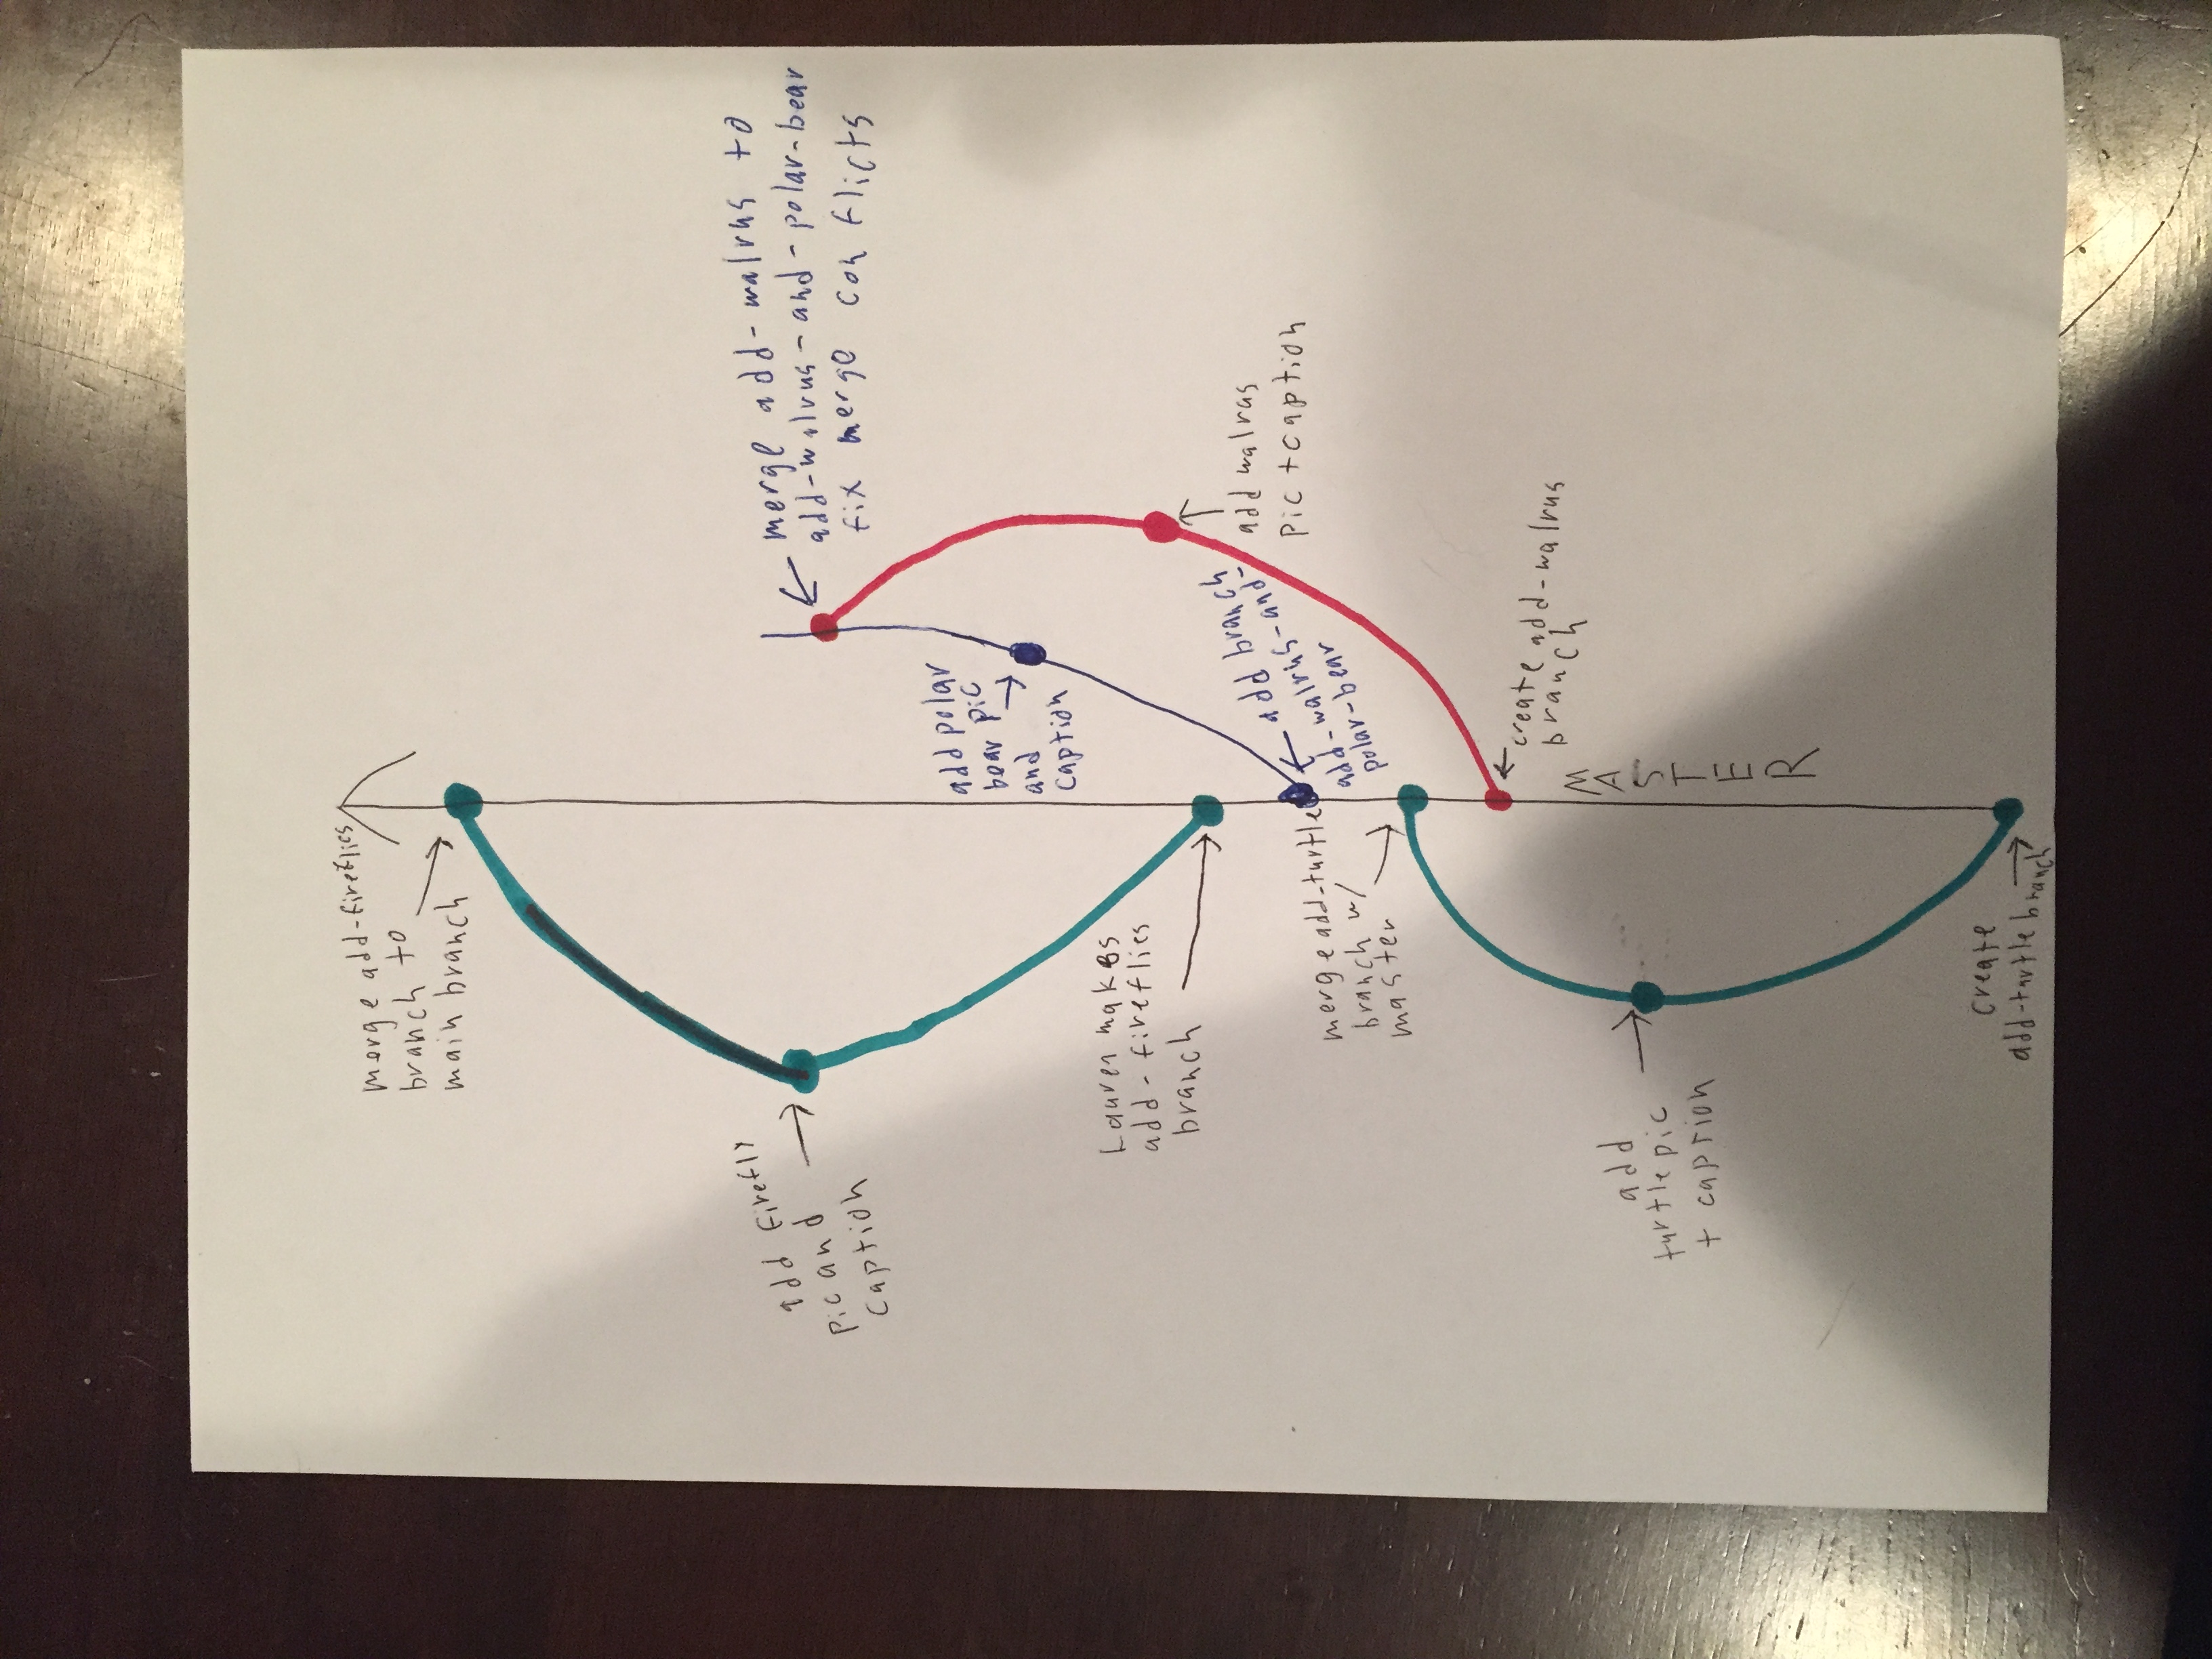 merge add-fireflies
branch to
main branch
add firefly
pic and
caption
merge add-walrus to
add-walrus-and-polar-bear
fix merge conflicts
add polar
bear pic
and
caption
Lauren makes
add-fireflies
branch
add walrus
pic + caption
add branch
add-walrus-and-
polar-bear
merge add-turtle
branch w/
master
create add-walrus
branch
MASTER
add
turtle pic
+ caption
create
add-turtle branch